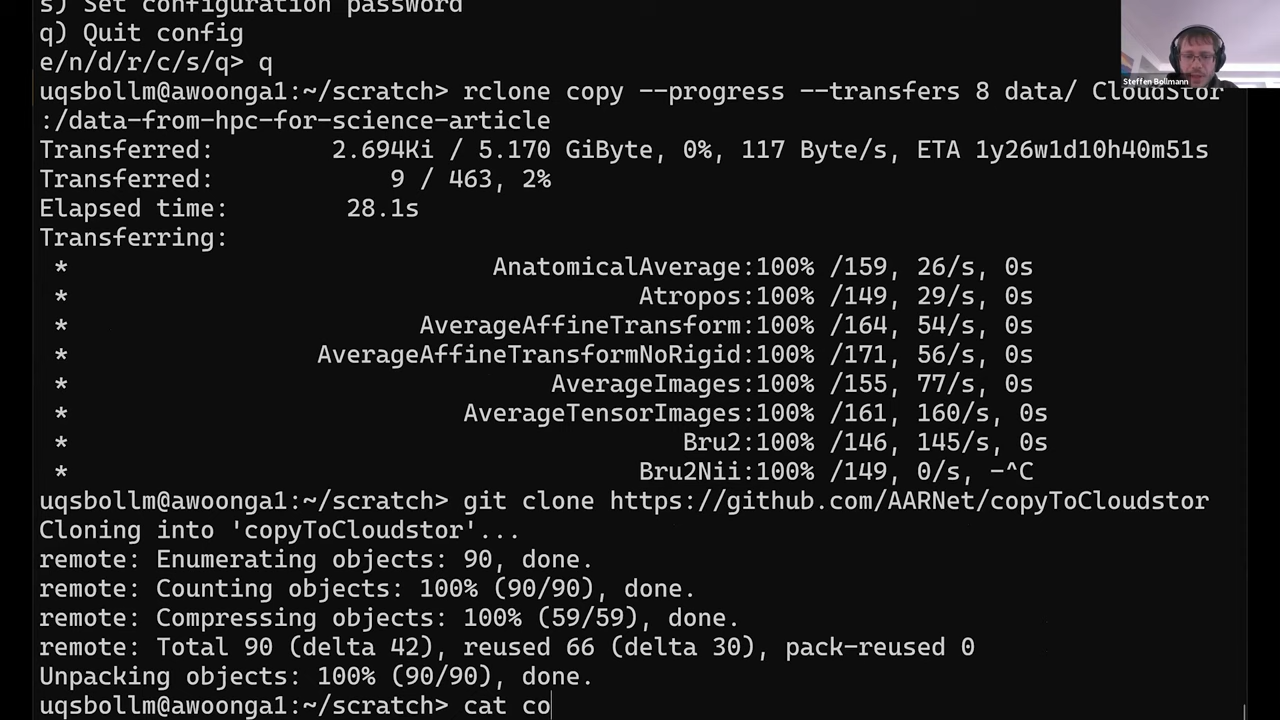 s) Set configuration password
q) Quit config
e/n/d/r/c/s/q> q
uqsbollm@awoonga1:~/scratch> rclone copy --progress --transfers 8 data/ CloudStor
:/data-from-hpc-for-science-article
Transferred:        2.694Ki / 5.170 GiByte, 0%, 117 Byte/s, ETA 1y26w1d10h40m51s
Transferred:            9 / 463, 2%
Elapsed time:        28.1s
Transferring:
 *                               AnatomicalAverage:100% /159, 26/s, 0s
 *                                         Atropos:100% /149, 29/s, 0s
 *                          AverageAffineTransform:100% /164, 54/s, 0s
 *                   AverageAffineTransformNoRigid:100% /171, 56/s, 0s
 *                                   AverageImages:100% /155, 77/s, 0s
 *                             AverageTensorImages:100% /161, 160/s, 0s
 *                                            Bru2:100% /146, 145/s, 0s
 *                                         Bru2Nii:100% /149, 0/s, -^C
uqsbollm@awoonga1:~/scratch> git clone https://github.com/AARNet/copyToCloudstor
Cloning into 'copyToCloudstor'...
remote: Enumerating objects: 90, done.
remote: Counting objects: 100% (90/90), done.
remote: Compressing objects: 100% (59/59), done.
remote: Total 90 (delta 42), reused 66 (delta 30), pack-reused 0
Unpacking objects: 100% (90/90), done.
uqsbollm@awoonga1:~/scratch> cat co
Steffen Bollmann